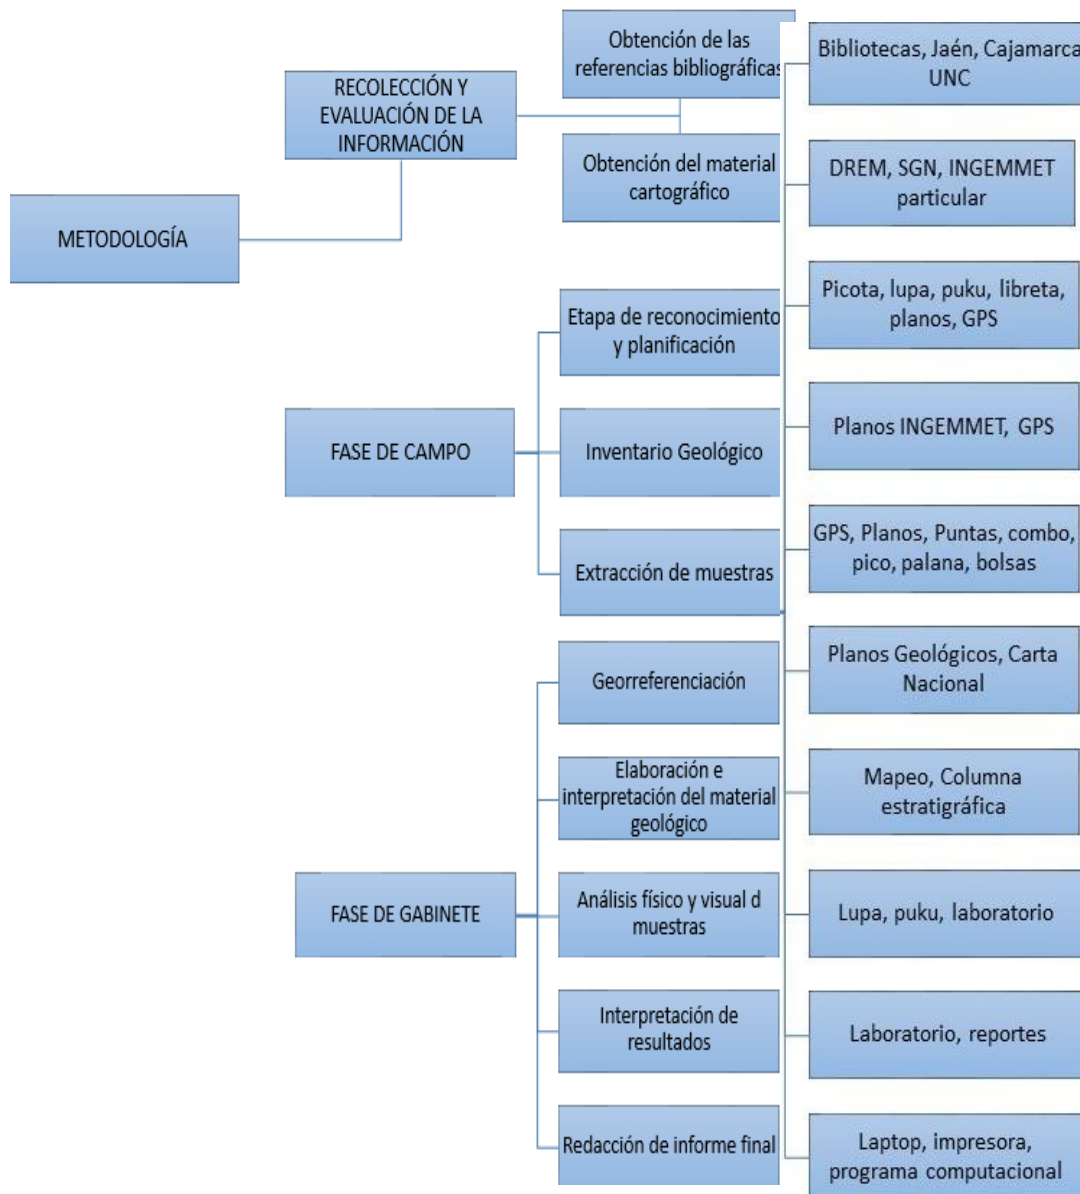 METODOLOGÍA
RECOLECCIÓN Y
EVALUACIÓN DE LA
INFORMACIÓN
Obtención de las
referencias bibliográficas
Obtención del material
cartográfico
FASE DE CAMPO
Etapa de reconocimiento
y planificación
Inventario Geológico
Extracción de muestras
FASE DE GABINETE
Georreferenciación
Elaboración e
interpretación del material
geológico
Análisis físico y visual d
muestras
Interpretación de
resultados
Redacción de informe final
Bibliotecas, Jaén, Cajamarca
UNC
DREM, SGN, INGEMMET
particular
Picota, lupa, puku, libreta,
planos, GPS
Planos INGEMMET, GPS
GPS, Planos, Puntas, combo,
pico, palana, bolsas
Planos Geológicos, Carta
Nacional
Mapeo, Columna
estratigráfica
Lupa, puku, laboratorio
Laboratorio, reportes
Laptop, impresora,
programa computacional